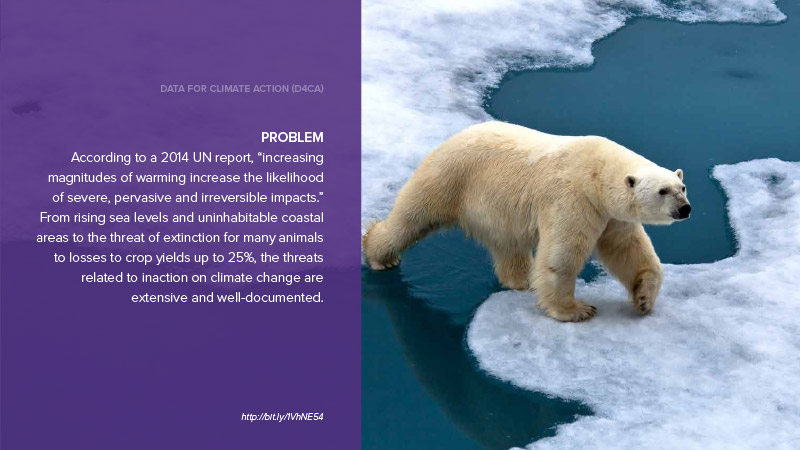 DATA FOR CLIMATE ACTION (D4CA)
PROBLEM
According to a 2014 UN report, “increasing
magnitudes of warming increase the likelihood
of severe, pervasive and irreversible impacts.”
From rising sea levels and uninhabitable coastal
areas to the threat of extinction for many animals
to losses to crop yields up to 25%, the threats
related to inaction on climate change are
extensive and well-documented.
http://bit.ly/1VhNE54